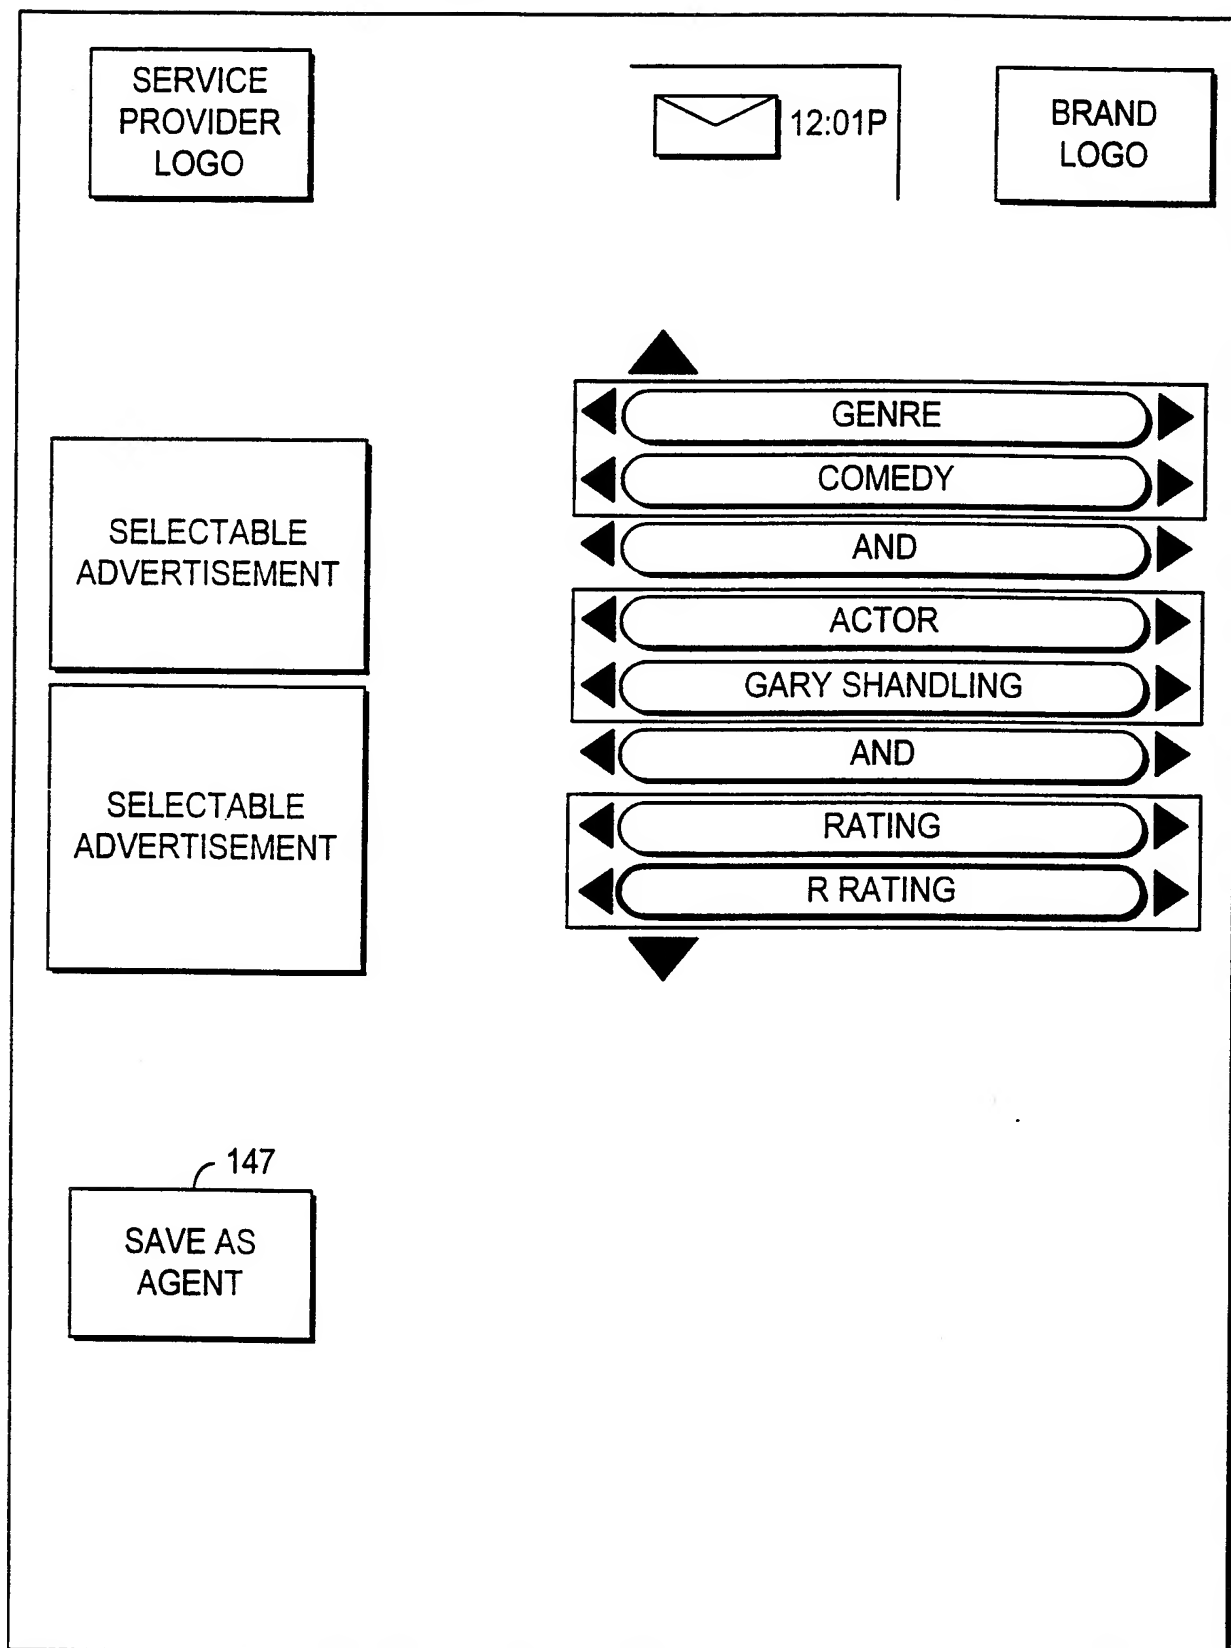 SERVICE
PROVIDER
LOGO
12:01P
BRAND
LOGO
GENRE
COMEDY
AND
ACTOR
GARY SHANDLING
AND
RATING
R RATING
SELECTABLE
ADVERTISEMENT
SELECTABLE
ADVERTISEMENT
147
SAVE AS
AGENT